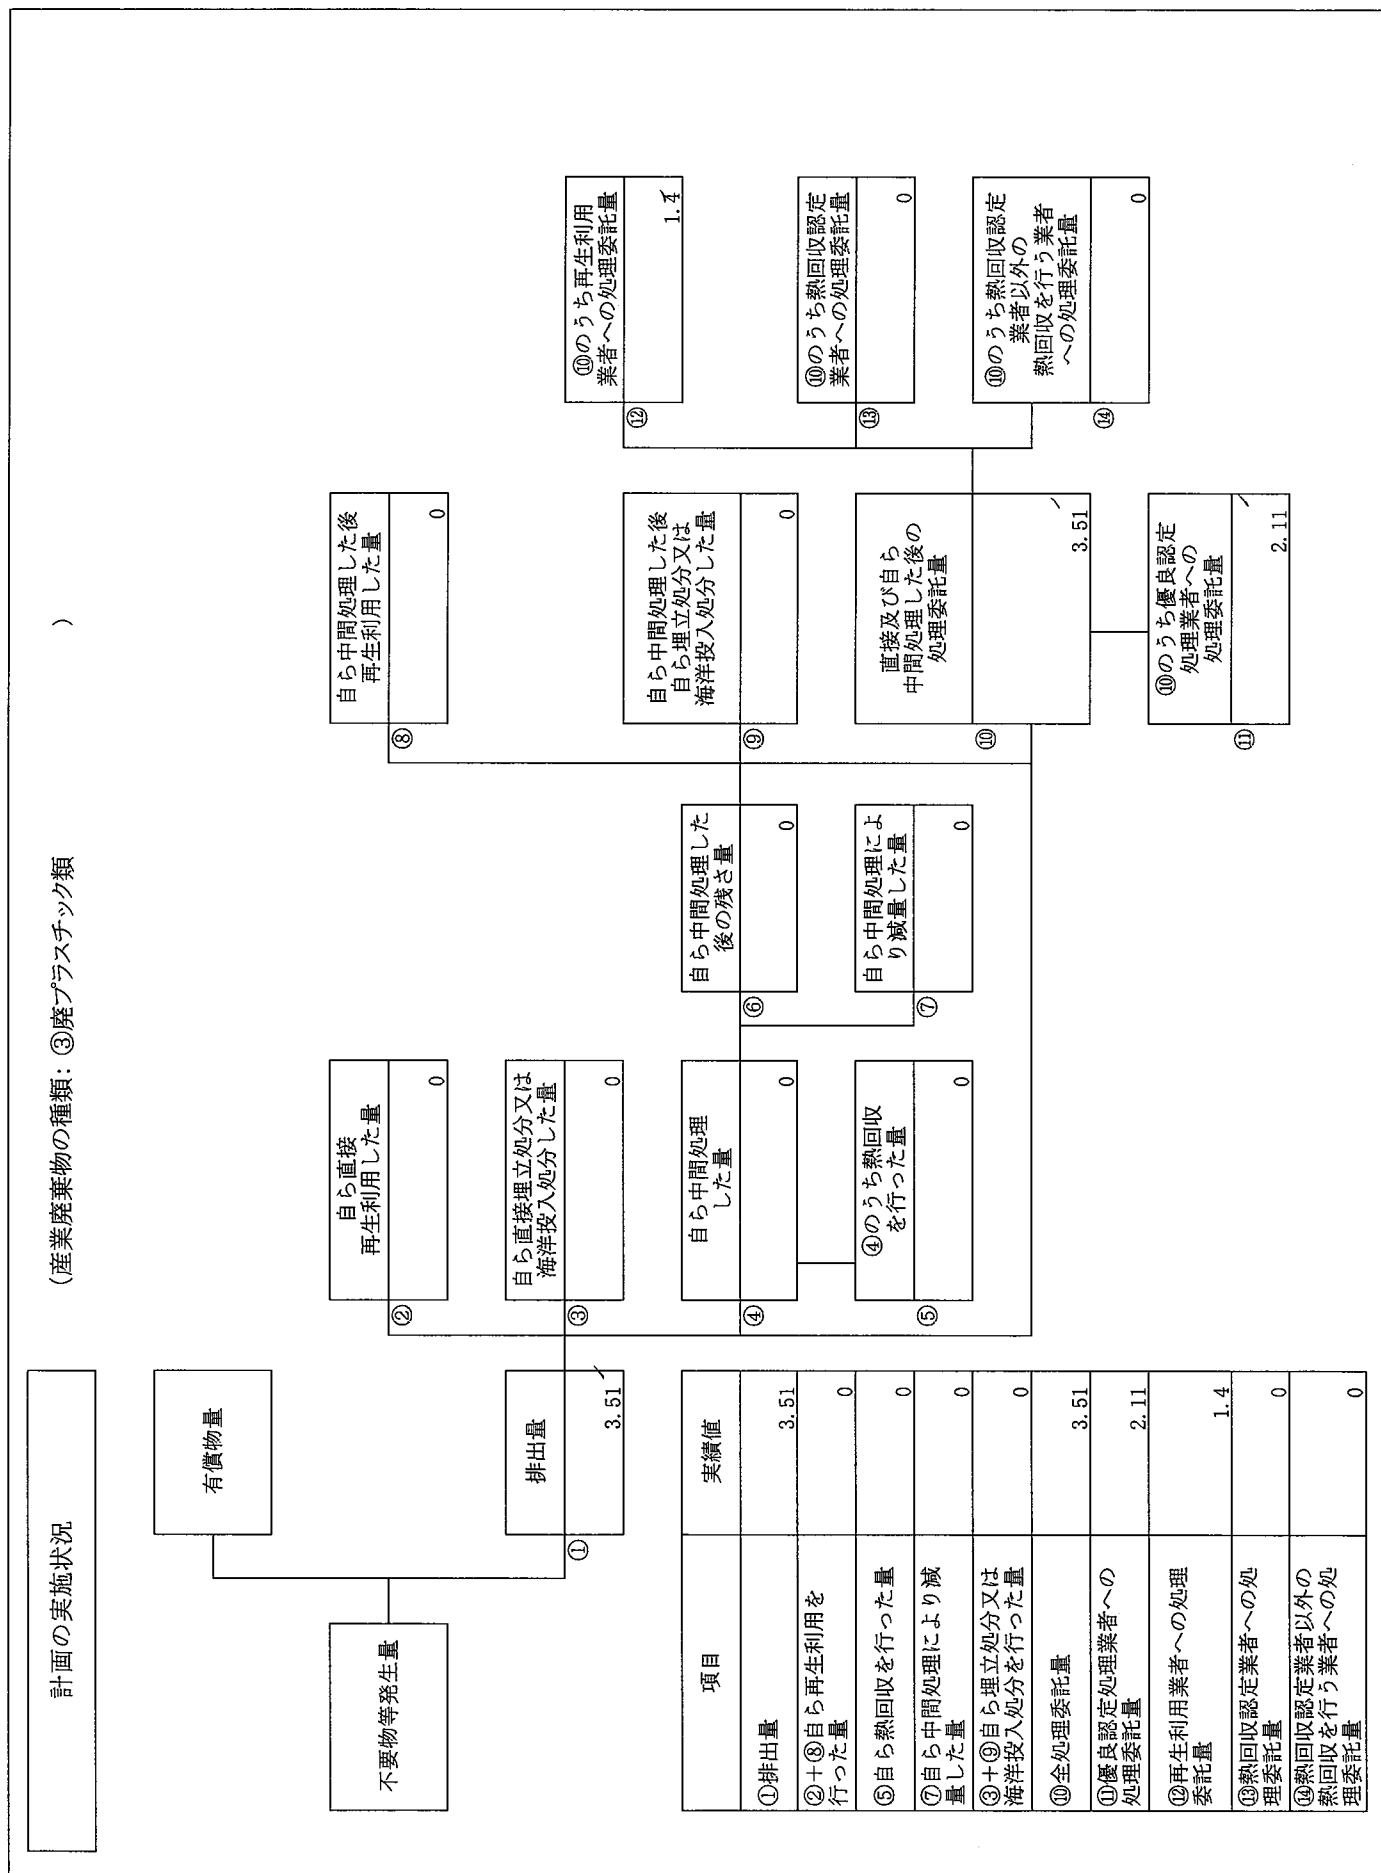 計画の実施状況
(産業廃棄物の種類：③廃プラスチック類　　　　　)
不要物等発生量
有償物量
①
排出量
3.51
②
自ら直接
再生利用した量
0
③
自ら直接埋立処分又は
海洋投入処分した量
0
④
自ら中間処理
した量
0
⑤
④のうち熱回収
を行った量
0
⑥
自ら中間処理した
後の残さ量
0
⑦
自ら中間処理によ
り減量した量
0
⑧
自ら中間処理した後
再生利用した量
0
⑨
自ら中間処理した後
自ら埋立処分又は
海洋投入処分した量
0
⑩
直接及び自ら
中間処理した後の
処理委託量
3.51
⑪
⑩のうち優良認定
処理業者への
処理委託量
2.11
⑫
⑩のうち再生利用
業者への処理委託量
1.4
⑬
⑩のうち熱回収認定
業者への処理委託量
0
⑭
⑩のうち熱回収認定
業者以外の
熱回収を行う業者
への処理委託量
0
項目 実績値
①排出量 3.51
②＋⑧自ら再生利用を
行った量 0
⑤自ら熱回収を行った量 0
⑦自ら中間処理により減
量した量 0
③＋⑨自ら埋立処分又は
海洋投入処分を行った量 0
⑩全処理委託量 3.51
⑪優良認定処理業者への
処理委託量 2.11
⑫再生利用業者への処理
委託量 1.4
⑬熱回収認定業者への処
理委託量 0
⑭熱回収認定業者以外の
熱回収を行う業者への処
理委託量 0